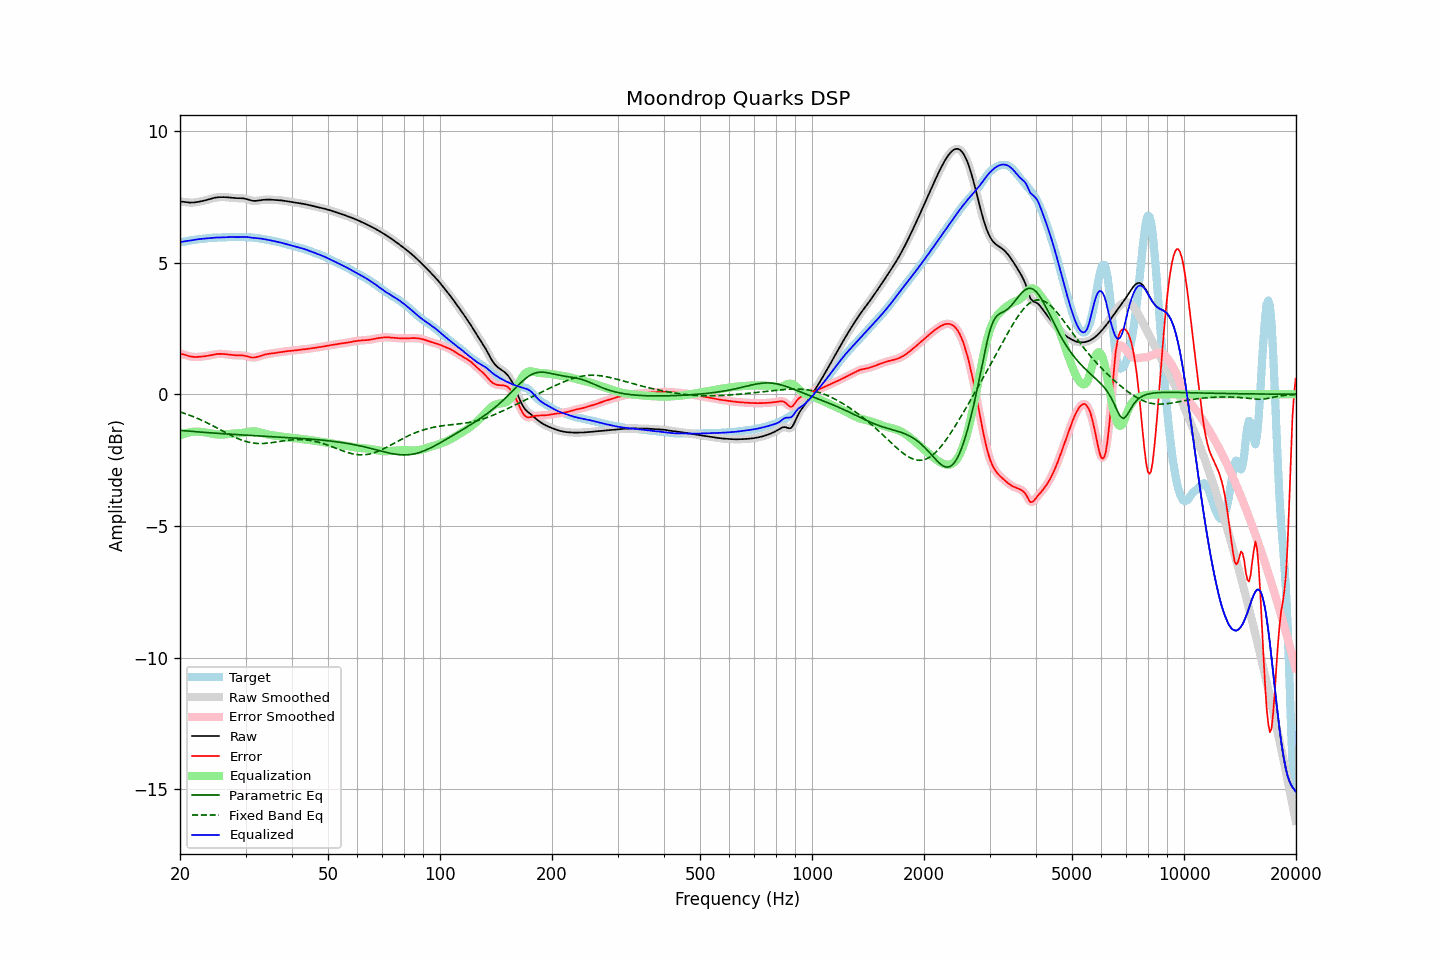 Moondrop Quarks DSP
Amplitude (dBr)
10
5
0
−5
−10
−15
Target
Raw Smoothed
Error Smoothed
Raw
Error
Equalization
Parametric Eq
Fixed Band Eq
Equalized
20
50
100
200
500
1000
2000
5000
10000
20000
Frequency (Hz)